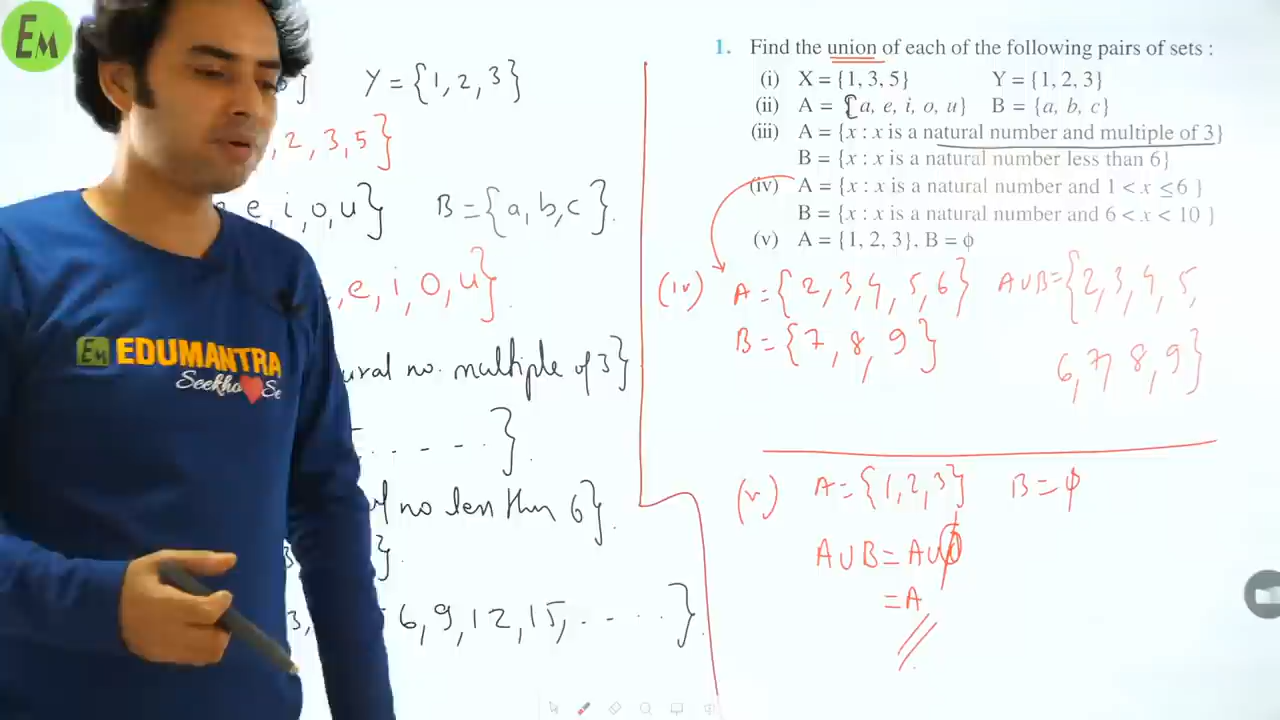 Em
1. Find the union of each of the following pairs of sets :
(i) X = {1, 3, 5} Y = {1, 2, 3}
(ii) A = {a, e, i, o, u} B = {a, b, c}
(iii) A = {x : x is a natural number and multiple of 3}
B = {x : x is a natural number less than 6}
(iv) A = {x : x is a natural number and 1 < x ≤6 }
B = {x : x is a natural number and 6 < x < 10 }
(v) A = {1, 2, 3}, B = ϕ
} Y = {1, 2, 3}
, 2, 3, 5}
e, i, o, u} B = {a, b, c}.
, e, i, o, u}.
no. multiple of 3}
. . . . . }.
no less than 6}.
}.
3, 6, 9, 12, 15, . . . . . }.
(iv) A = {2, 3, 4, 5, 6} A∪B = {2, 3, 4, 5,
B = {7, 8, 9} 6, 7, 8, 9}
(v) A = {1, 2, 3} B = ϕ
A∪B = A∪ϕ
= A
Em EDUMANTRA
Seekho Se